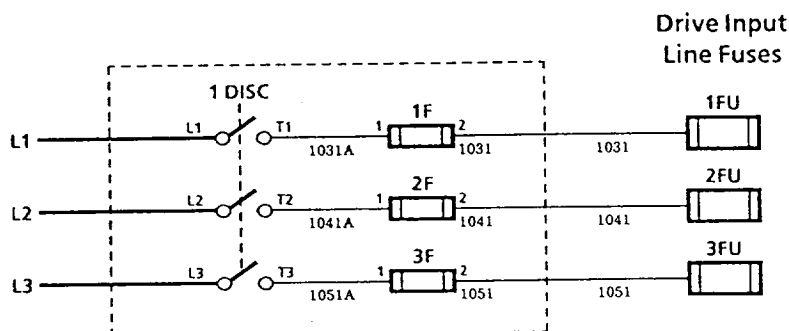 Drive Input
Line Fuses
1 DISC
1F
1FU
L1
L1
T1
1
2
1031A
1031
1031
2F
2FU
L2
L2
T2
1
2
1041A
1041
1041
3F
3FU
L3
L3
T3
1
2
1051A
1051
1051